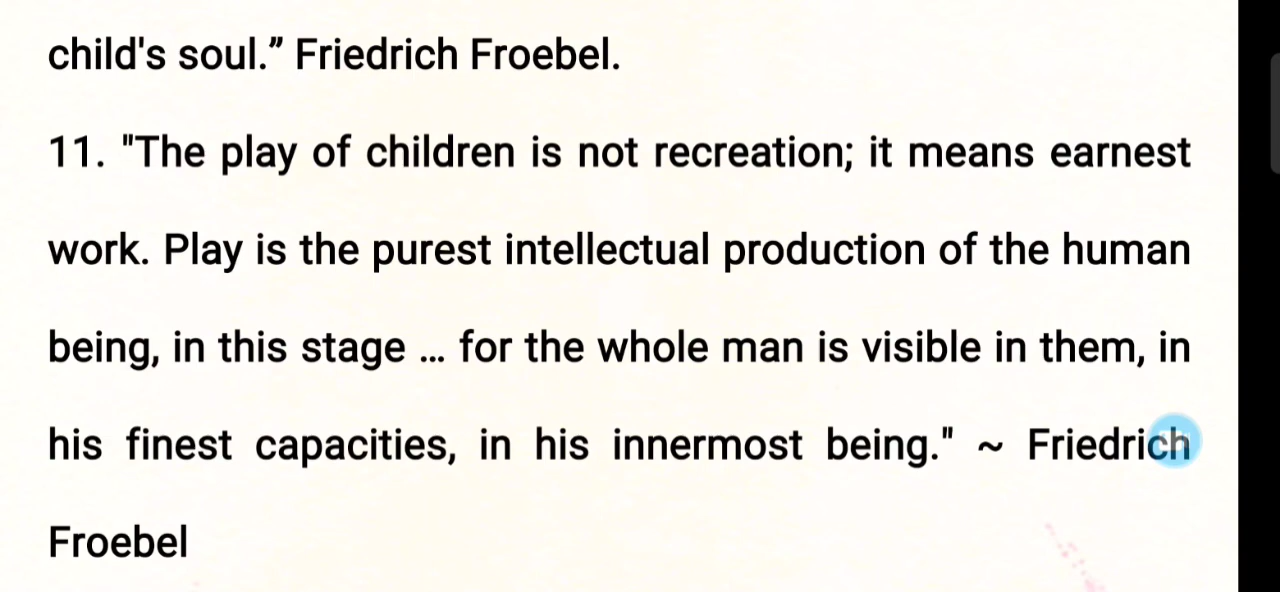 child's soul.” Friedrich Froebel.
11. "The play of children is not recreation; it means earnest
work. Play is the purest intellectual production of the human
being, in this stage ... for the whole man is visible in them, in
his finest capacities, in his innermost being." ~ Friedrich
Froebel